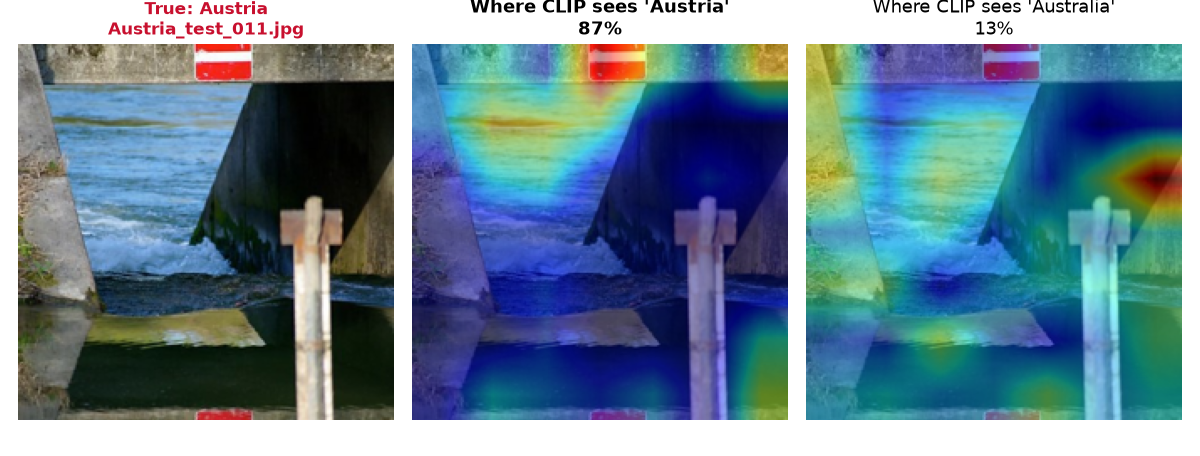 True: Austria
Austria_test_011.jpg
Where CLIP sees 'Austria'
87%
Where CLIP sees 'Australia'
13%